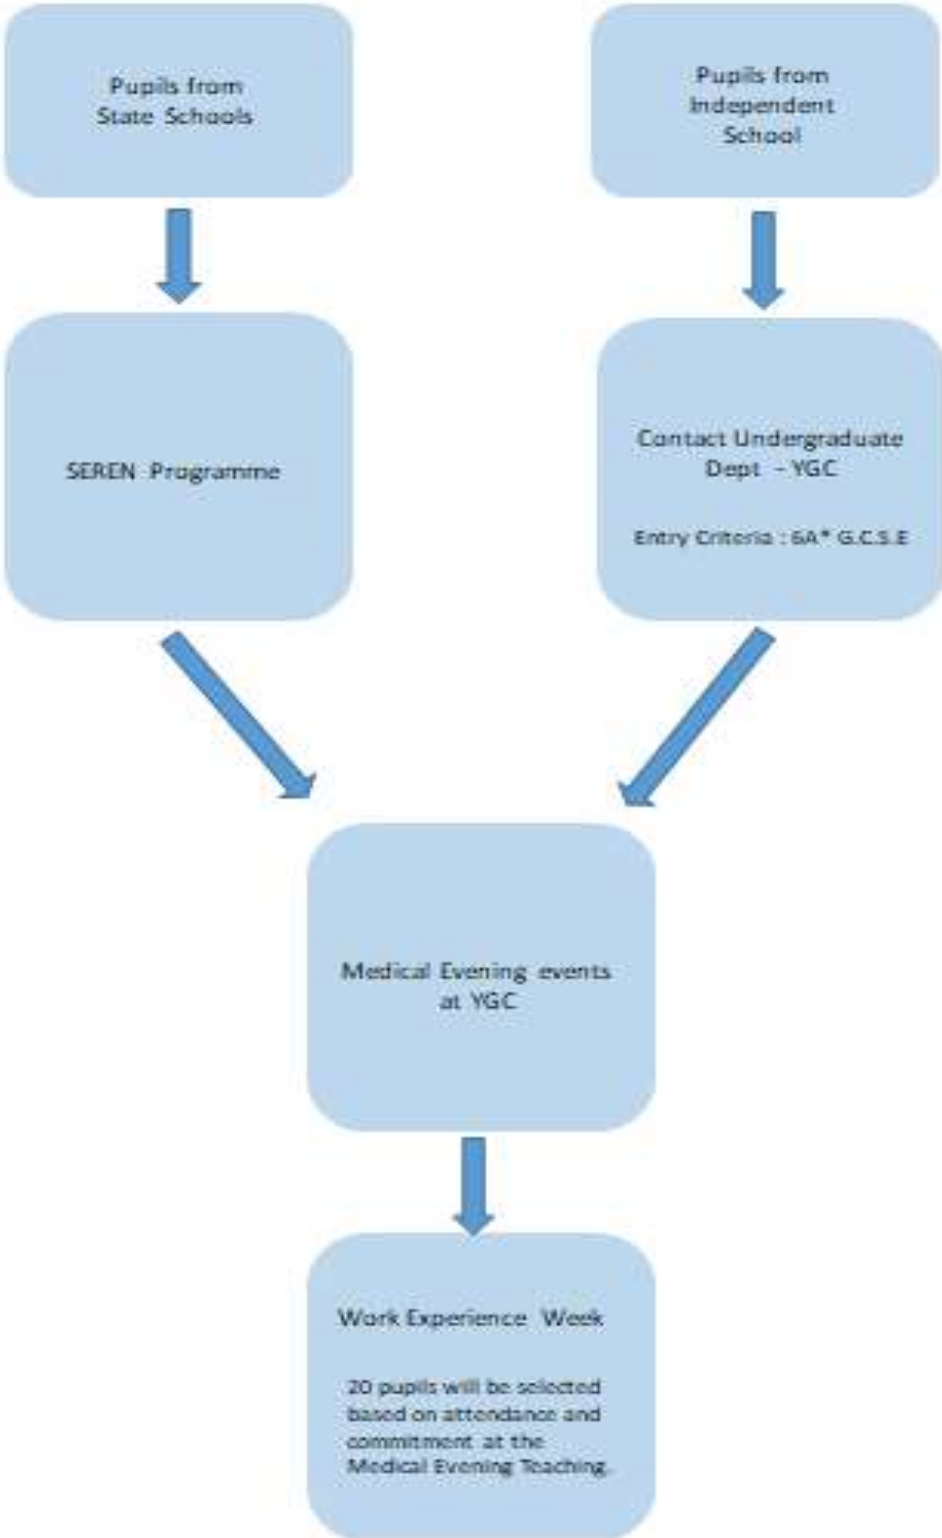 Pupils from
State Schools
Pupils from
Independent
School
SEREN Programme
Contact Undergraduate
Dept - YGC
Entry Criteria : 6A* G.C.S.E
Medical Evening events
at YGC
Work Experience Week
20 pupils will be selected
based on attendance and
commitment at the
Medical Evening Teaching.